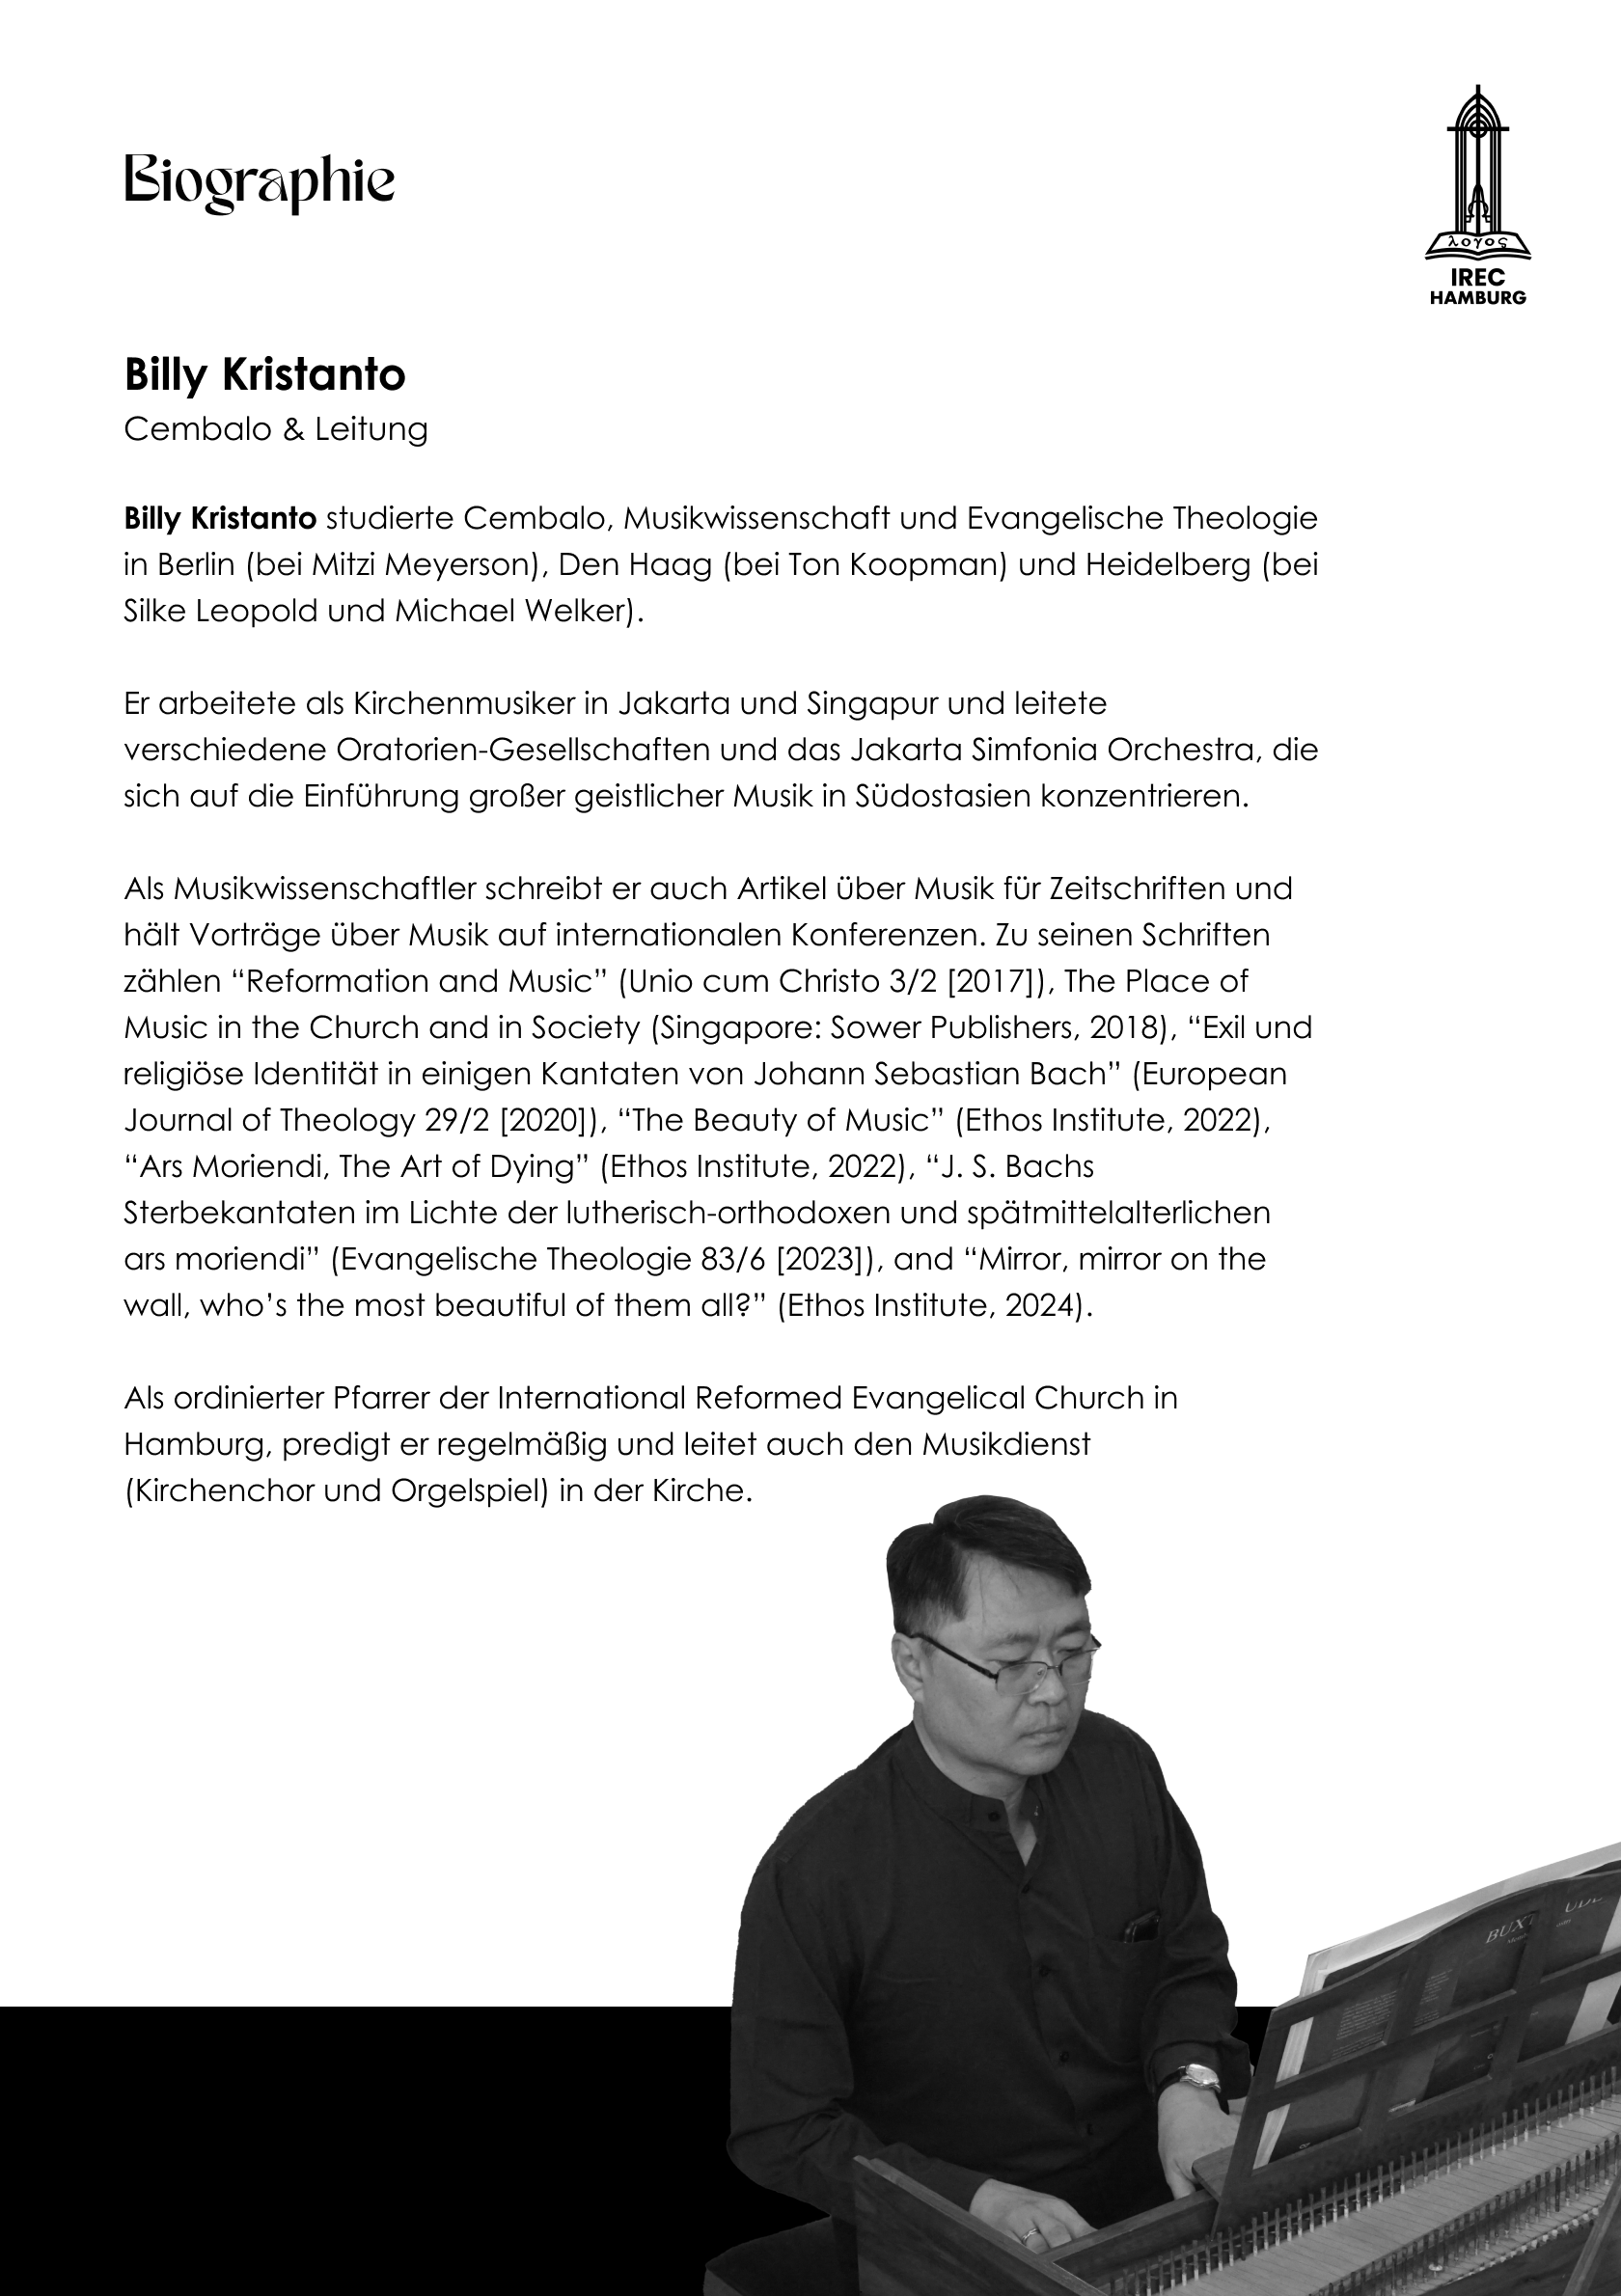 Biographie
λογος
IREC
HAMBURG
Billy Kristanto
Cembalo & Leitung
Billy Kristanto studierte Cembalo, Musikwissenschaft und Evangelische Theologie
in Berlin (bei Mitzi Meyerson), Den Haag (bei Ton Koopman) und Heidelberg (bei
Silke Leopold und Michael Welker).
Er arbeitete als Kirchenmusiker in Jakarta und Singapur und leitete
verschiedene Oratorien-Gesellschaften und das Jakarta Simfonia Orchestra, die
sich auf die Einführung großer geistlicher Musik in Südostasien konzentrieren.
Als Musikwissenschaftler schreibt er auch Artikel über Musik für Zeitschriften und
hält Vorträge über Musik auf internationalen Konferenzen. Zu seinen Schriften
zählen “Reformation and Music” (Unio cum Christo 3/2 [2017]), The Place of
Music in the Church and in Society (Singapore: Sower Publishers, 2018), “Exil und
religiöse Identität in einigen Kantaten von Johann Sebastian Bach” (European
Journal of Theology 29/2 [2020]), “The Beauty of Music” (Ethos Institute, 2022),
“Ars Moriendi, The Art of Dying” (Ethos Institute, 2022), “J. S. Bachs
Sterbekantaten im Lichte der lutherisch-orthodoxen und spätmittelalterlichen
ars moriendi” (Evangelische Theologie 83/6 [2023]), and “Mirror, mirror on the
wall, who’s the most beautiful of them all?” (Ethos Institute, 2024).
Als ordinierter Pfarrer der International Reformed Evangelical Church in
Hamburg, predigt er regelmäßig und leitet auch den Musikdienst
(Kirchenchor und Orgelspiel) in der Kirche.